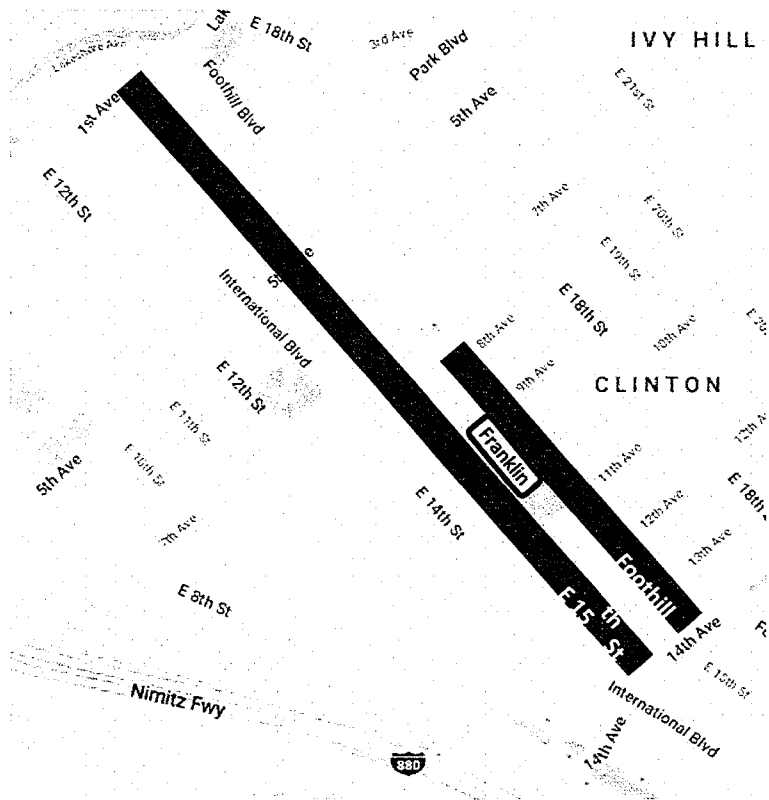 E 18th St
3rd Ave
Park Blvd
IVY HILL
Lakeshore Ave
Foothill Blvd
1st Ave
5th Ave
E 21st St
E 12th St
7th Ave
E 20th St
E 19th St
International Blvd
E 18th St
8th Ave
10th Ave
9th Ave
CLINTON
E 12th St
E 11th St
Franklin
12th A
5th Ave
E 10th St
11th Ave
E 18th
E 14th St
12th Ave
7th Ave
13th Ave
E 8th St
Foothill
E 15th St
14th Ave
E 15th St
Nimitz Fwy
International Blvd
14th Ave
880